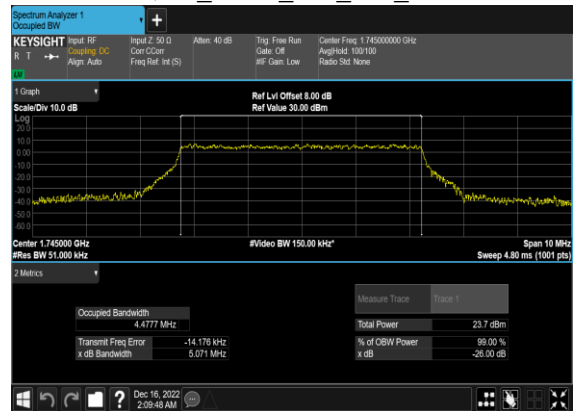 Spectrum Analyzer 1
Occupied BW
+
KEYSIGHT
R T
Input: RF
Coupling: DC
Align: Auto
Input Z: 50 Ω
Corr CCorr
Freq Ref: Int (S)
Atten: 40 dB
Trig: Free Run
Gate: Off
#IF Gain: Low
Center Freq: 1.745000000 GHz
Avg|Hold: 100/100
Radio Std: None
1 Graph
Scale/Div 10.0 dB
Ref Lvl Offset 8.00 dB
Ref Value 30.00 dBm
Log
20.0
10.0
0.00
-10.0
-20.0
-30.0
-40.0
-50.0
-60.0
Center 1.745000 GHz
#Res BW 51.000 kHz
#Video BW 150.00 kHz*
Span 10 MHz
Sweep 4.80 ms (1001 pts)
2 Metrics
Measure Trace
Trace 1
Occupied Bandwidth
4.4777 MHz
Total Power
23.7 dBm
Transmit Freq Error
-14.176 kHz
% of OBW Power
99.00 %
x dB Bandwidth
5.071 MHz
x dB
-26.00 dB
?
Dec 16, 2022
2:09:48 AM